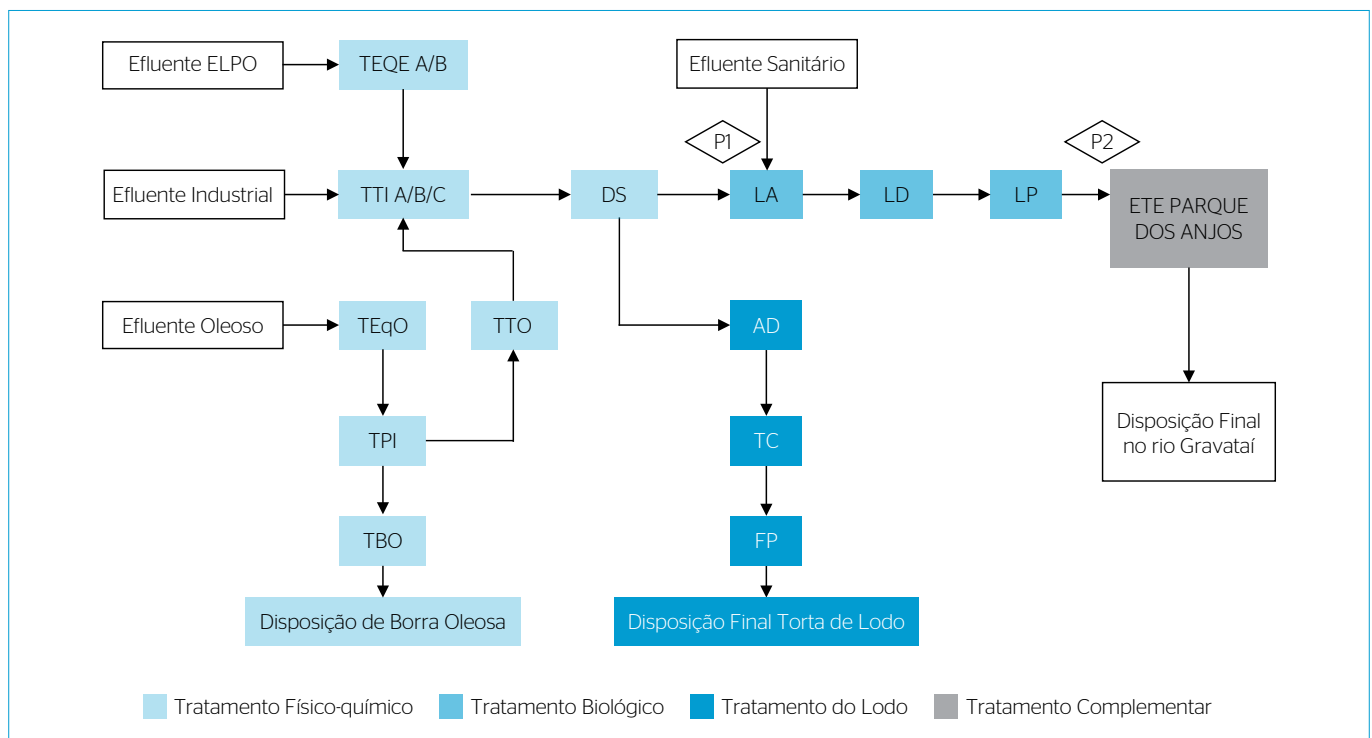 Efluente ELPO
TEQE A/B
Efluente Sanitário
P1
P2
Efluente Industrial
TTI A/B/C
DS
LA
LD
LP
ETE PARQUE
DOS ANJOS
Efluente Oleoso
TEqO
TTO
AD
TPI
TC
Disposição Final
no rio Gravataí
TBO
FP
Disposição de Borra Oleosa
Disposição Final Torta de Lodo
Tratamento Físico-químico
Tratamento Biológico
Tratamento do Lodo
Tratamento Complementar